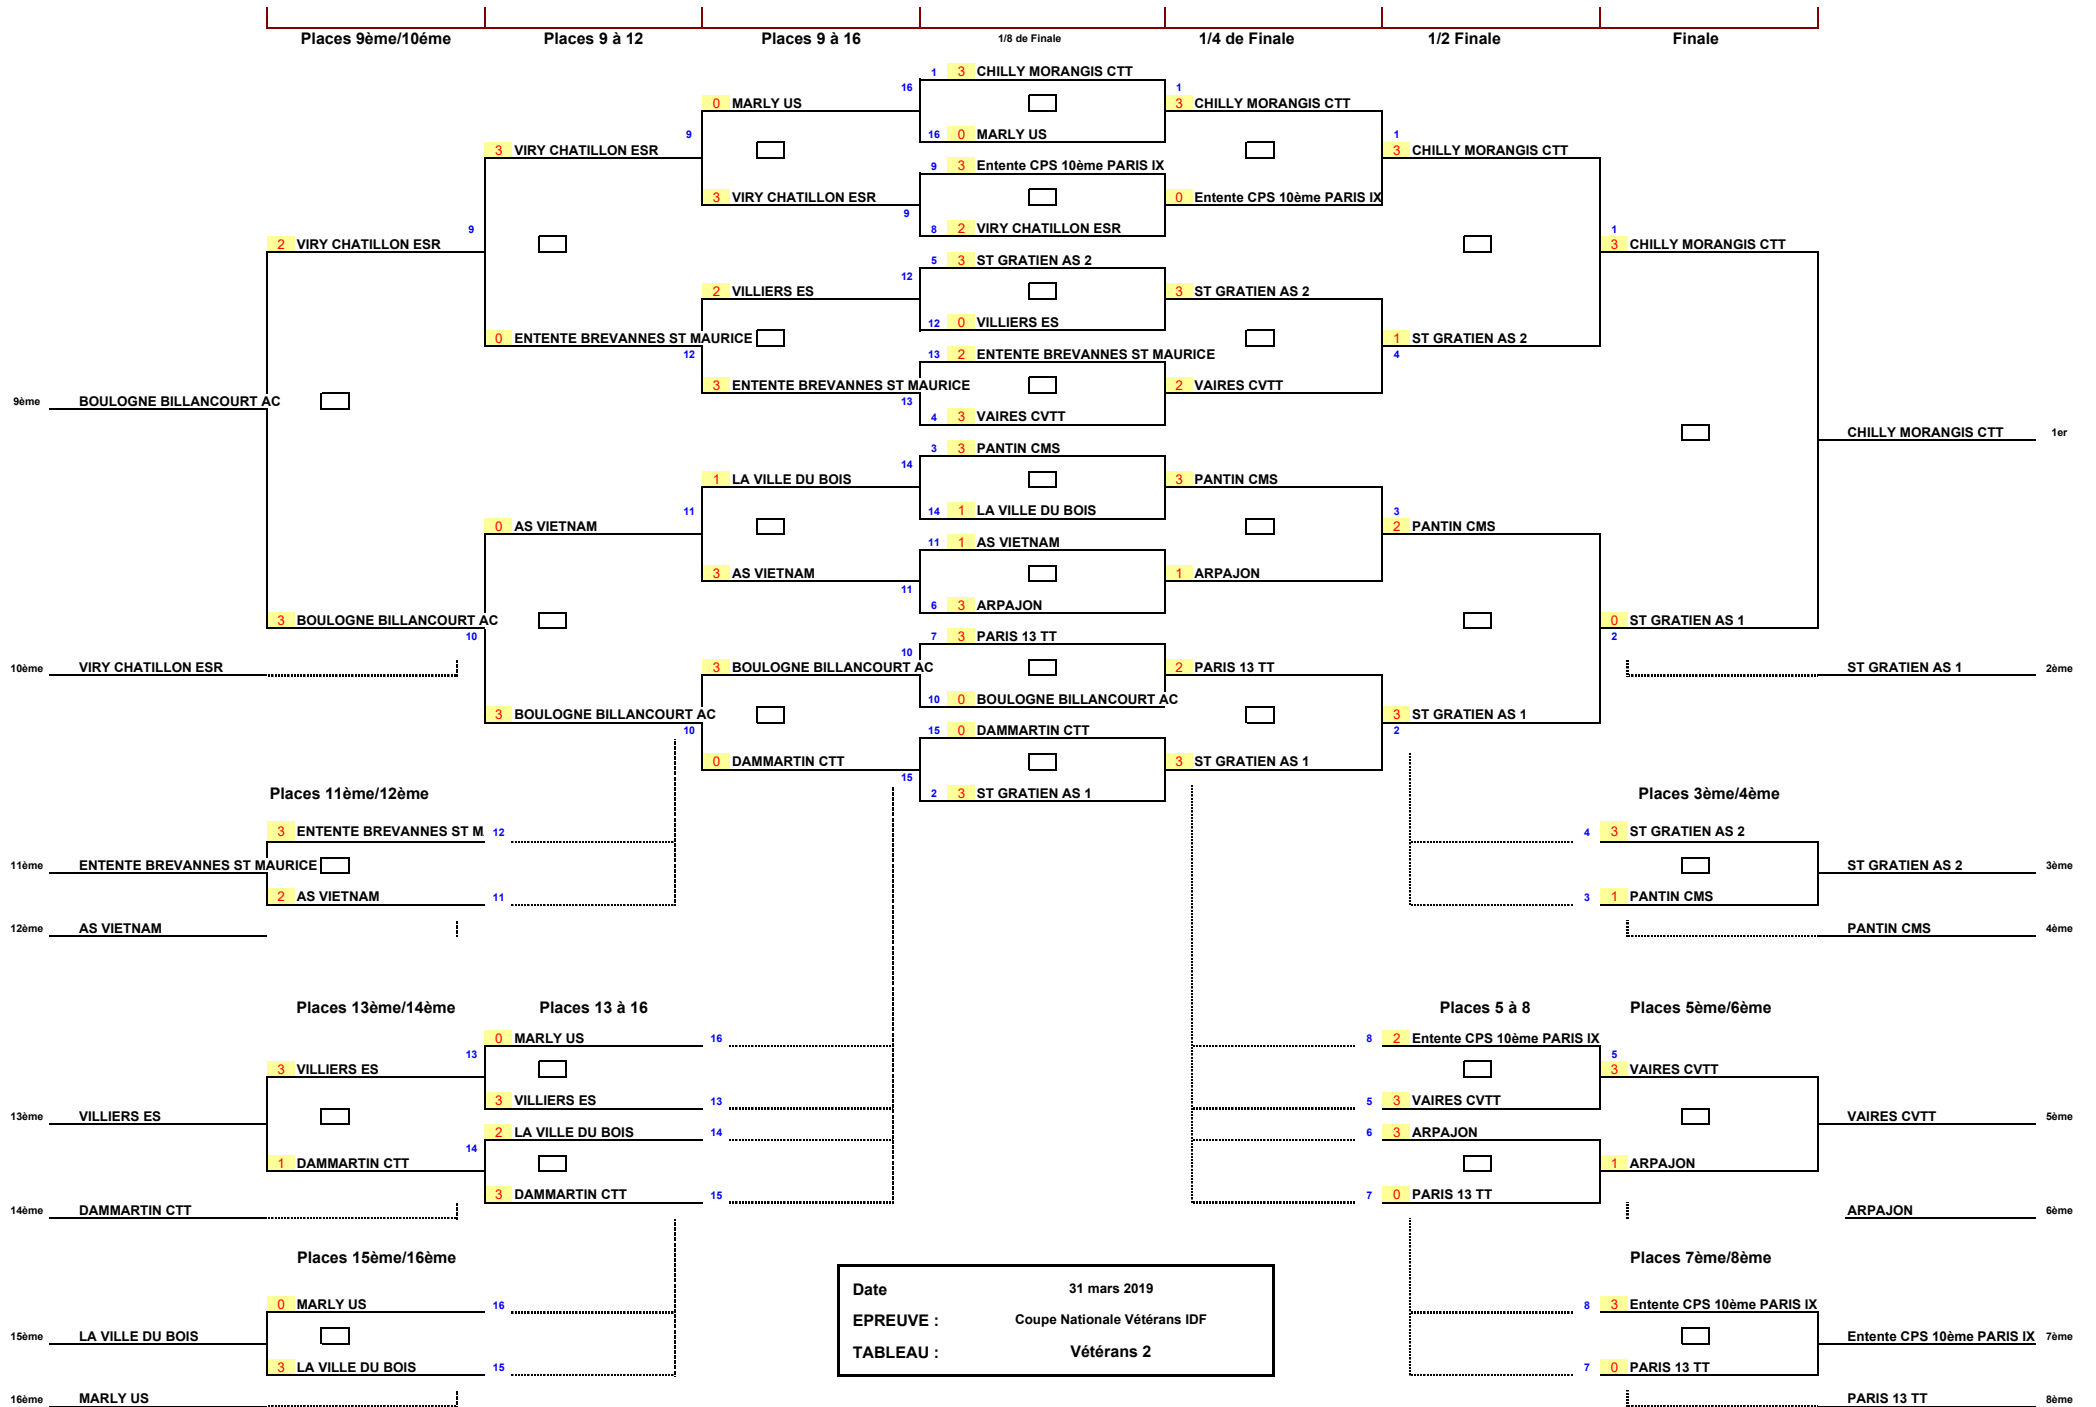 Places 9ème/10éme Places 9 à 12 Places 9 à 16 1/8 de Finale 1/4 de Finale 1/2 Finale Finale
1 3 CHILLY MORANGIS CTT
16 1
0 MARLY US 3 CHILLY MORANGIS CTT
9 16 0 MARLY US 1
3 VIRY CHATILLON ESR 3 CHILLY MORANGIS CTT
9 3 Entente CPS 10ème PARIS IX
3 VIRY CHATILLON ESR 0 Entente CPS 10ème PARIS IX
9
9 8 2 VIRY CHATILLON ESR 1
2 VIRY CHATILLON ESR 3 CHILLY MORANGIS CTT
5 3 ST GRATIEN AS 2
12
2 VILLIERS ES 3 ST GRATIEN AS 2
12 0 VILLIERS ES
0 ENTENTE BREVANNES ST MAURICE 1 ST GRATIEN AS 2
12 13 2 ENTENTE BREVANNES ST MAURICE 4
3 ENTENTE BREVANNES ST MAURICE 2 VAIRES CVTT
9ème BOULOGNE BILLANCOURT AC 13
4 3 VAIRES CVTT
CHILLY MORANGIS CTT 1er
3 3 PANTIN CMS
14
1 LA VILLE DU BOIS 3 PANTIN CMS
11 14 1 LA VILLE DU BOIS 3
0 AS VIETNAM 2 PANTIN CMS
11 1 AS VIETNAM
3 AS VIETNAM 1 ARPAJON
11
6 3 ARPAJON
3 BOULOGNE BILLANCOURT AC 0 ST GRATIEN AS 1
10 7 3 PARIS 13 TT 2
10
10ème VIRY CHATILLON ESR 3 BOULOGNE BILLANCOURT AC 2 PARIS 13 TT ST GRATIEN AS 1 2ème
10 0 BOULOGNE BILLANCOURT AC
3 BOULOGNE BILLANCOURT AC 3 ST GRATIEN AS 1
10 15 0 DAMMARTIN CTT 2
0 DAMMARTIN CTT 3 ST GRATIEN AS 1
15
Places 11ème/12ème 2 3 ST GRATIEN AS 1 Places 3ème/4ème
3 ENTENTE BREVANNES ST M 12 4 3 ST GRATIEN AS 2
11ème ENTENTE BREVANNES ST MAURICE ST GRATIEN AS 2 3ème
2 AS VIETNAM 11 3 1 PANTIN CMS
12ème AS VIETNAM PANTIN CMS 4ème
Places 13ème/14ème Places 13 à 16 Places 5 à 8 Places 5ème/6ème
0 MARLY US 16 8 2 Entente CPS 10ème PARIS IX
13 5
3 VILLIERS ES 3 VAIRES CVTT
3 VILLIERS ES 13 5 3 VAIRES CVTT
13ème VILLIERS ES VAIRES CVTT 5ème
2 LA VILLE DU BOIS 14 6 3 ARPAJON
14
1 DAMMARTIN CTT 1 ARPAJON
3 DAMMARTIN CTT 15 7 0 PARIS 13 TT
14ème DAMMARTIN CTT ARPAJON 6ème
Places 15ème/16ème Places 7ème/8ème
Date 31 mars 2019
0 MARLY US 16 8 3 Entente CPS 10ème PARIS IX
EPREUVE : Coupe Nationale Vétérans IDF
15ème LA VILLE DU BOIS Entente CPS 10ème PARIS IX 7ème
TABLEAU : Vétérans 2
3 LA VILLE DU BOIS 15 7 0 PARIS 13 TT
16ème MARLY US PARIS 13 TT 8ème